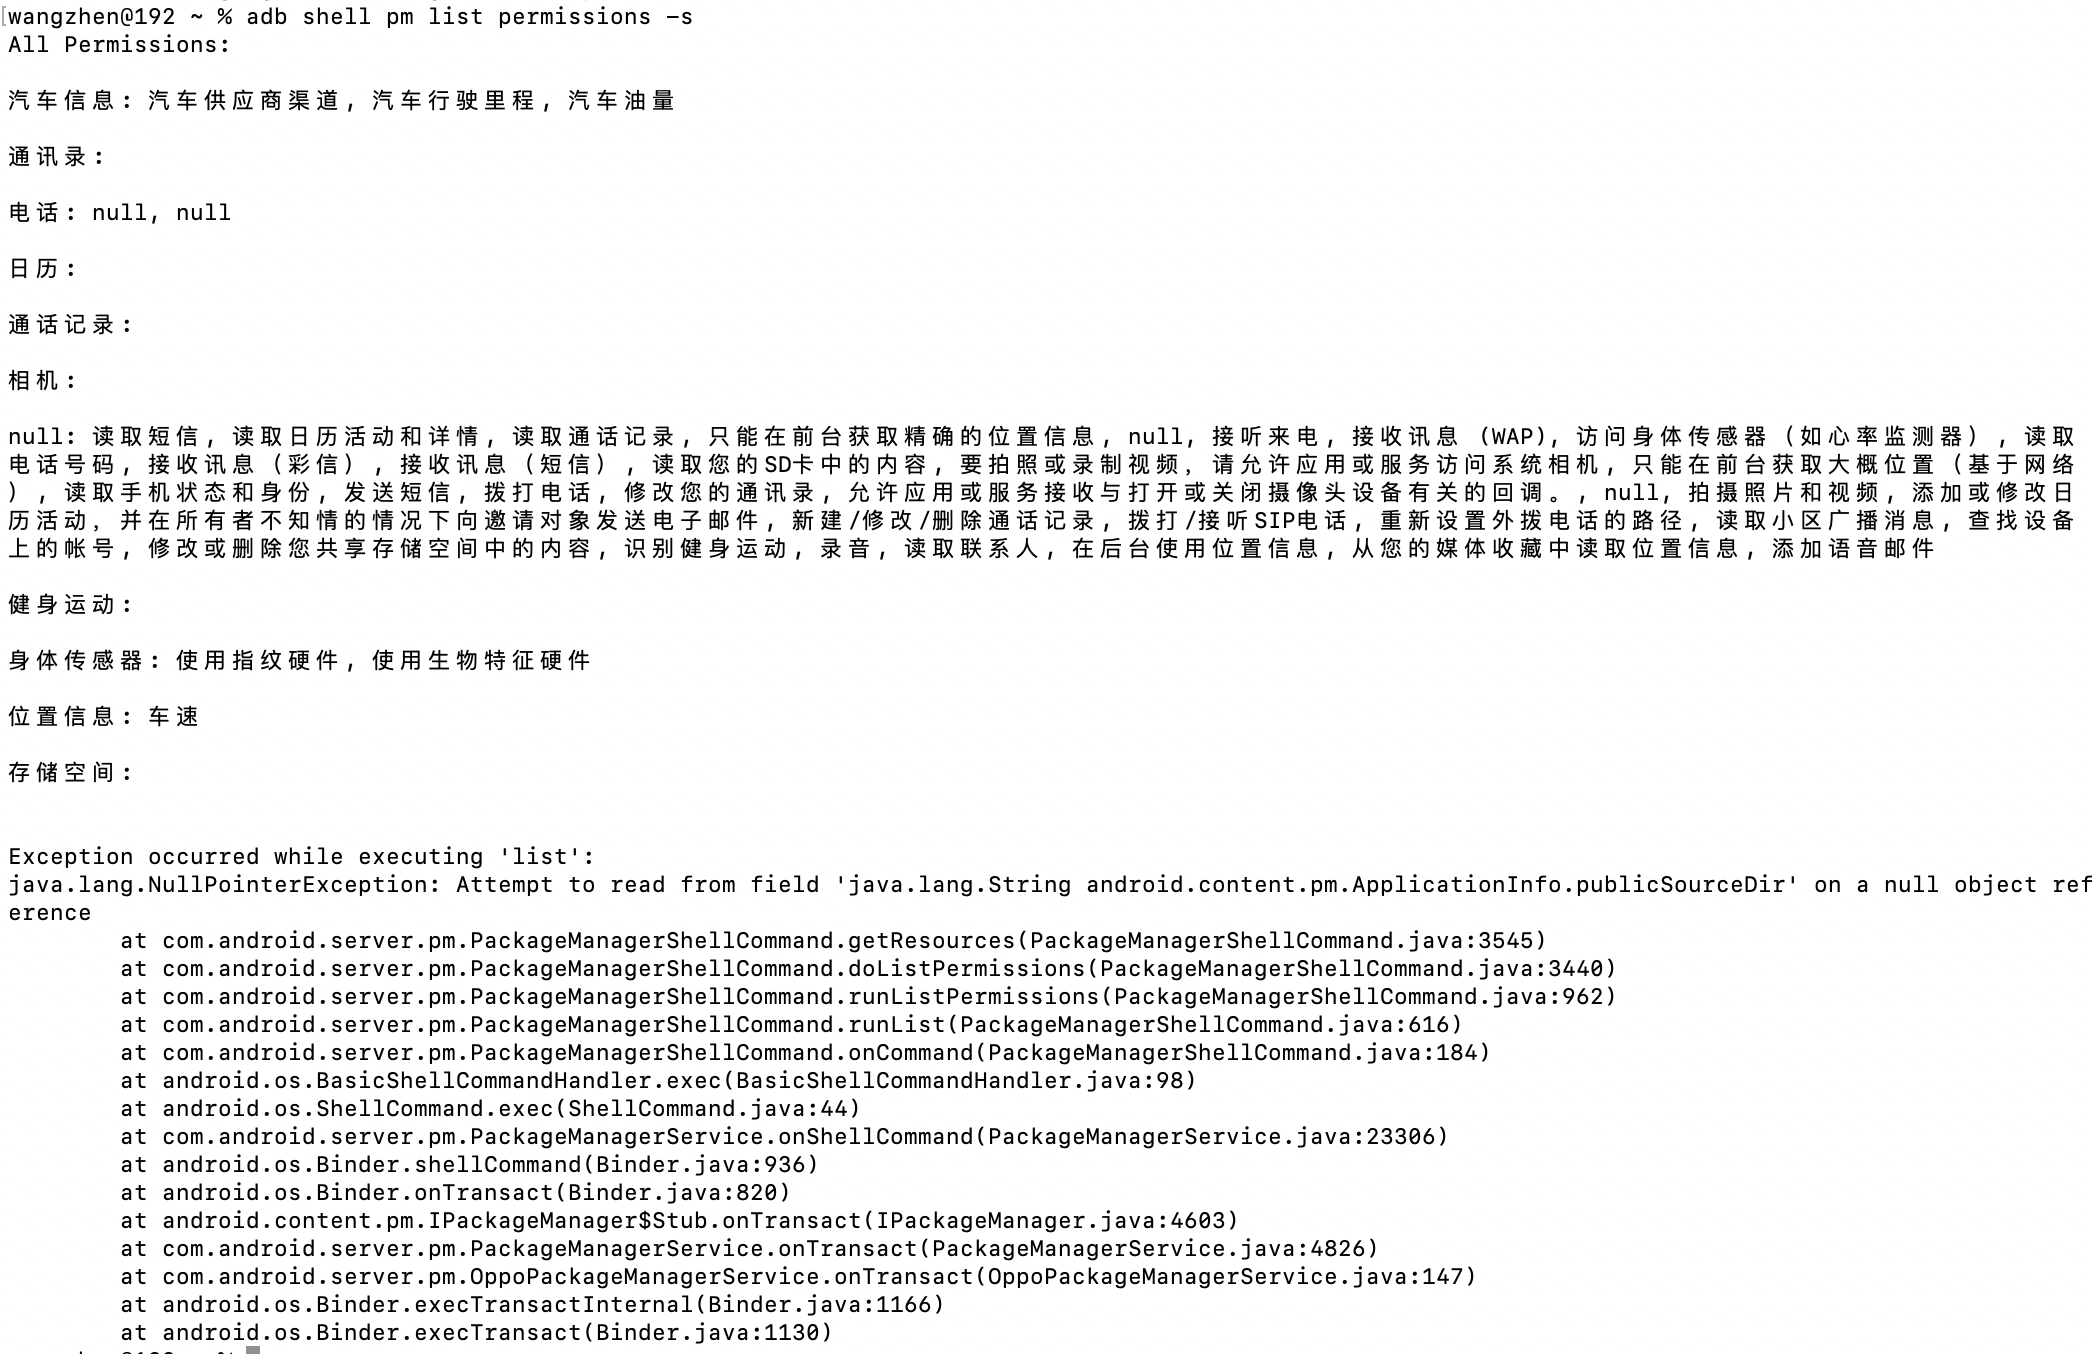 wangzhen@192 ~ % adb shell pm list permissions -s
All Permissions:
汽车信息: 汽车供应商渠道, 汽车行驶里程, 汽车油量
通讯录:
电话: null, null
日历:
通话记录:
相机:
null: 读取短信, 读取日历活动和详情, 读取通话记录, 只能在前台获取精确的位置信息, null, 接听来电, 接收讯息 (WAP), 访问身体传感器（如心率监测器）, 读取
电话号码, 接收讯息（彩信）, 接收讯息（短信）, 读取您的SD卡中的内容, 要拍照或录制视频，请允许应用或服务访问系统相机, 只能在前台获取大概位置（基于网络
）, 读取手机状态和身份, 发送短信, 拨打电话, 修改您的通讯录, 允许应用或服务接收与打开或关闭摄像头设备有关的回调。, null, 拍摄照片和视频, 添加或修改日
历活动，并在所有者不知情的情况下向邀请对象发送电子邮件, 新建/修改/删除通话记录, 拨打/接听SIP电话, 重新设置外拨电话的路径, 读取小区广播消息, 查找设备
上的帐号, 修改或删除您共享存储空间中的内容, 识别健身运动, 录音, 读取联系人, 在后台使用位置信息, 从您的媒体收藏中读取位置信息, 添加语音邮件
健身运动:
身体传感器: 使用指纹硬件, 使用生物特征硬件
位置信息: 车速
存储空间:
Exception occurred while executing 'list':
java.lang.NullPointerException: Attempt to read from field 'java.lang.String android.content.pm.ApplicationInfo.publicSourceDir' on a null object ref
erence
at com.android.server.pm.PackageManagerShellCommand.getResources(PackageManagerShellCommand.java:3545)
at com.android.server.pm.PackageManagerShellCommand.doListPermissions(PackageManagerShellCommand.java:3440)
at com.android.server.pm.PackageManagerShellCommand.runListPermissions(PackageManagerShellCommand.java:962)
at com.android.server.pm.PackageManagerShellCommand.runList(PackageManagerShellCommand.java:616)
at com.android.server.pm.PackageManagerShellCommand.onCommand(PackageManagerShellCommand.java:184)
at android.os.BasicShellCommandHandler.exec(BasicShellCommandHandler.java:98)
at android.os.ShellCommand.exec(ShellCommand.java:44)
at com.android.server.pm.PackageManagerService.onShellCommand(PackageManagerService.java:23306)
at android.os.Binder.shellCommand(Binder.java:936)
at android.os.Binder.onTransact(Binder.java:820)
at android.content.pm.IPackageManager$Stub.onTransact(IPackageManager.java:4603)
at com.android.server.pm.PackageManagerService.onTransact(PackageManagerService.java:4826)
at com.android.server.pm.OppoPackageManagerService.onTransact(OppoPackageManagerService.java:147)
at android.os.Binder.execTransactInternal(Binder.java:1166)
at android.os.Binder.execTransact(Binder.java:1130)